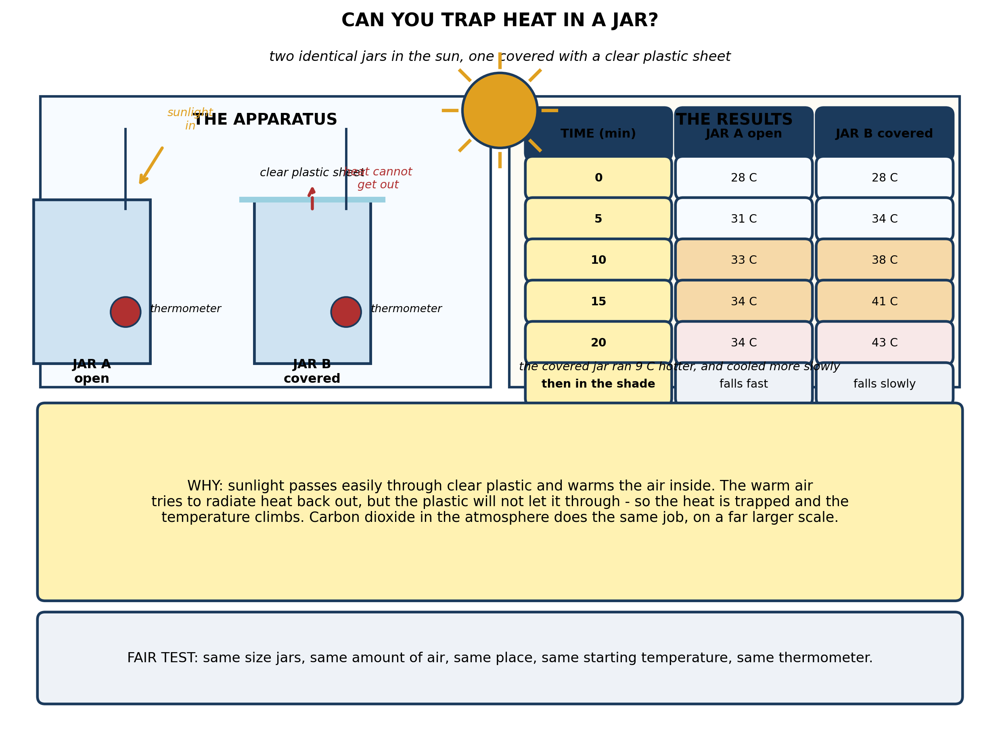 CAN YOU TRAP HEAT IN A JAR?
two identical jars in the sun, one covered with a clear plastic sheet
THE APPARATUS
sunlight
in
clear plastic sheet
heat cannot
get out
thermometer
thermometer
JAR A
open
JAR B
covered
THE RESULTS
TIME (min) JAR A open JAR B covered
0 28 C 28 C
5 31 C 34 C
10 33 C 38 C
15 34 C 41 C
20 34 C 43 C
the covered jar ran 9 C hotter, and cooled more slowly
then in the shade falls fast falls slowly
WHY: sunlight passes easily through clear plastic and warms the air inside. The warm air
tries to radiate heat back out, but the plastic will not let it through - so the heat is trapped and the
temperature climbs. Carbon dioxide in the atmosphere does the same job, on a far larger scale.
FAIR TEST: same size jars, same amount of air, same place, same starting temperature, same thermometer.